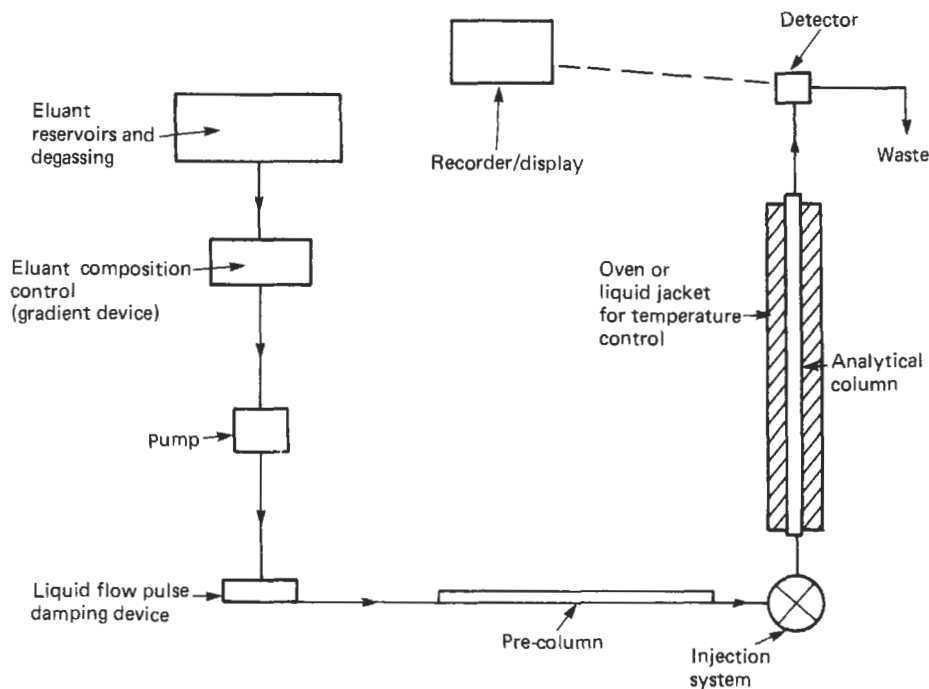 Detector
Eluant
reservoirs and
degassing
Recorder/display
Waste
Eluant composition
control
(gradient device)
Oven or
liquid jacket
for temperature
control
Analytical
column
Pump
Liquid flow pulse
damping device
Pre-column
Injection
system